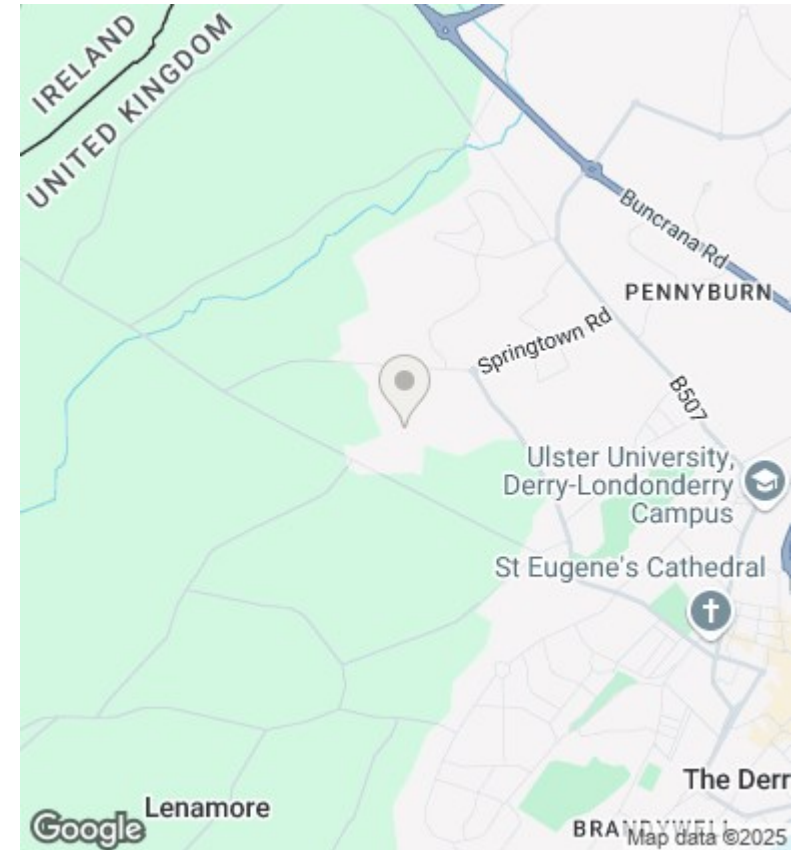 IRELAND
UNITED KINGDOM
Buncrana Rd
PENNYBURN
Springtown Rd
B507
Ulster University,
Derry-Londonderry
Campus
St Eugene's Cathedral
The Derr
Lenamore
BRANDYWELL
Google
Map data ©2025